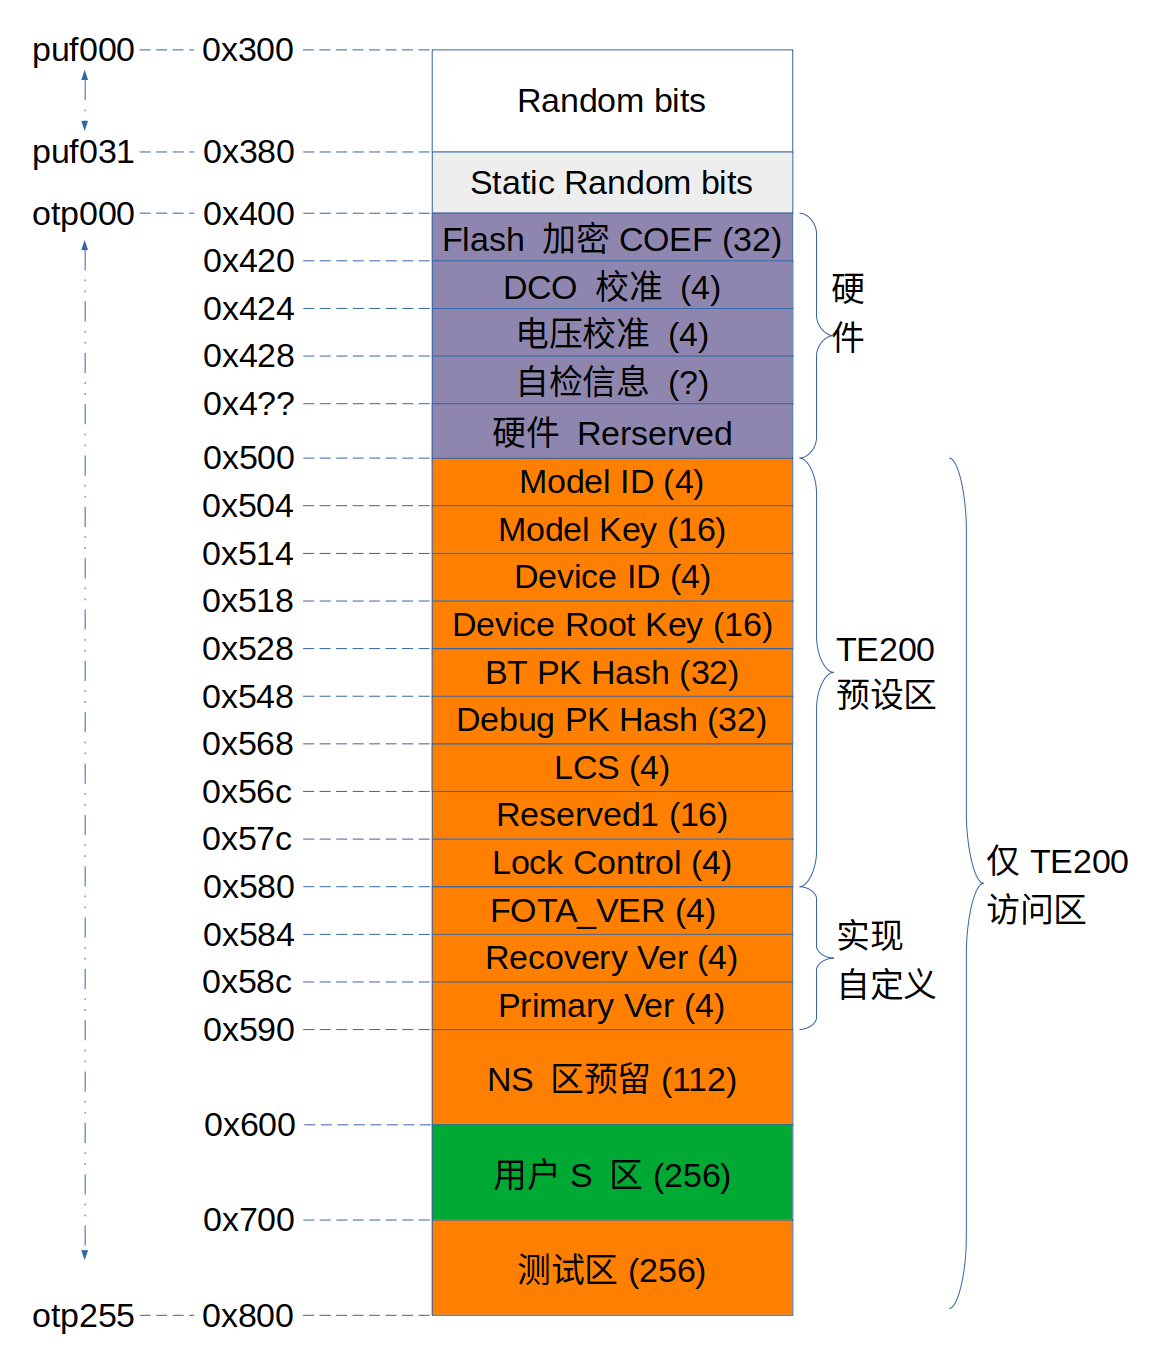 puf000 0x300
Random bits
puf031 0x380
Static Random bits
otp000 0x400
Flash 加密 COEF (32)
0x420
DCO 校准 (4)
0x424
电压校准 (4)
0x428
自检信息 (?)
0x4??
硬件 Rerserved
硬
件
0x500
Model ID (4)
0x504
Model Key (16)
0x514
Device ID (4)
0x518
Device Root Key (16)
0x528
BT PK Hash (32)
0x548
Debug PK Hash (32)
0x568
LCS (4)
0x56c
Reserved1 (16)
0x57c
Lock Control (4)
TE200
预设区
0x580
FOTA_VER (4)
0x584
Recovery Ver (4)
0x58c
Primary Ver (4)
实现
自定义
0x590
NS 区预留 (112)
0x600
用户 S 区 (256)
0x700
测试区 (256)
仅 TE200
访问区
otp255 0x800